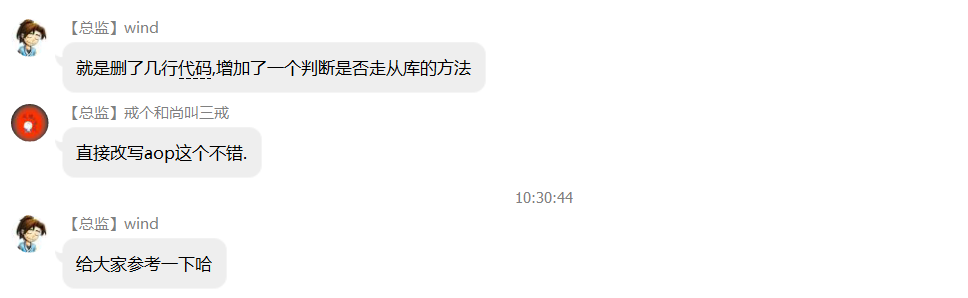 【总监】wind
就是删了几行代码,增加了一个判断是否走从库的方法
【总监】戒个和尚叫三戒
直接改写aop这个不错.
10:30:44
【总监】wind
给大家参考一下哈